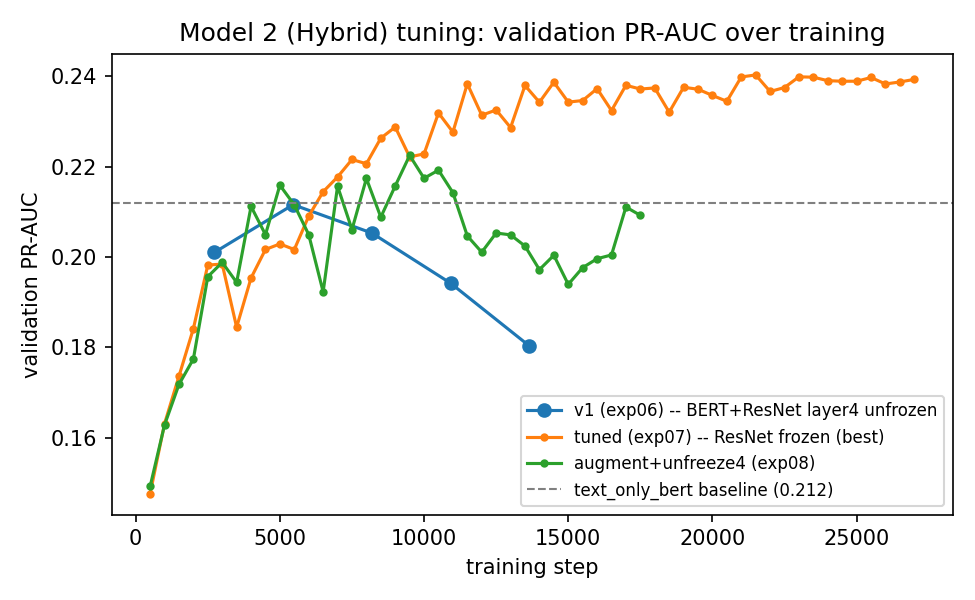 Model 2 (Hybrid) tuning: validation PR-AUC over training
validation PR-AUC
0.24
0.22
0.20
0.18
0.16
v1 (exp06) -- BERT+ResNet layer4 unfrozen
tuned (exp07) -- ResNet frozen (best)
augment+unfreeze4 (exp08)
text_only_bert baseline (0.212)
0 5000 10000 15000 20000 25000
training step